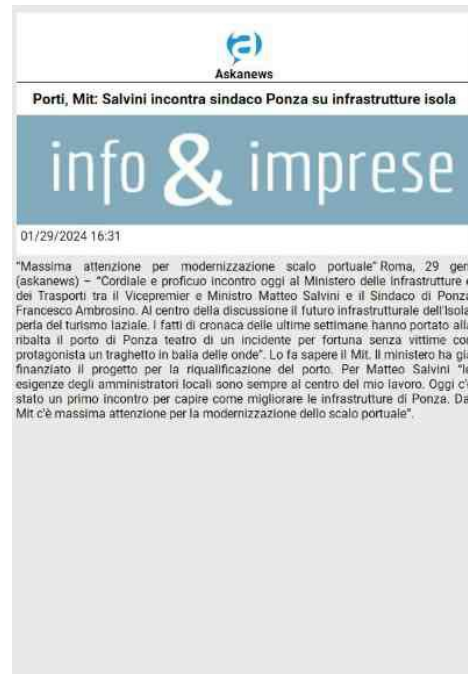 a
Askanews
Porti, Mit: Salvini incontra sindaco Ponza su infrastrutture isola
info & imprese
01/29/2024 16:31
"Massima attenzione per modernizzazione scalo portuale" Roma, 29 gen
(askanews) – "Cordiale e proficuo incontro oggi al Ministero delle Infrastrutture e
dei Trasporti tra il Vicepremier e Ministro Matteo Salvini e il Sindaco di Ponza
Francesco Ambrosino. Al centro della discussione il futuro infrastrutturale dell'Isola
perla del turismo laziale. I fatti di cronaca delle ultime settimane hanno portato alla
ribalta il porto di Ponza teatro di un incidente per fortuna senza vittime con
protagonista un traghetto in balia delle onde". Lo fa sapere il Mit. Il ministero ha già
finanziato il progetto per la riqualificazione del porto. Per Matteo Salvini "le
esigenze degli amministratori locali sono sempre al centro del mio lavoro. Oggi c'è
stato un primo incontro per capire come migliorare le infrastrutture di Ponza. Da
Mit c'è massima attenzione per la modernizzazione dello scalo portuale".